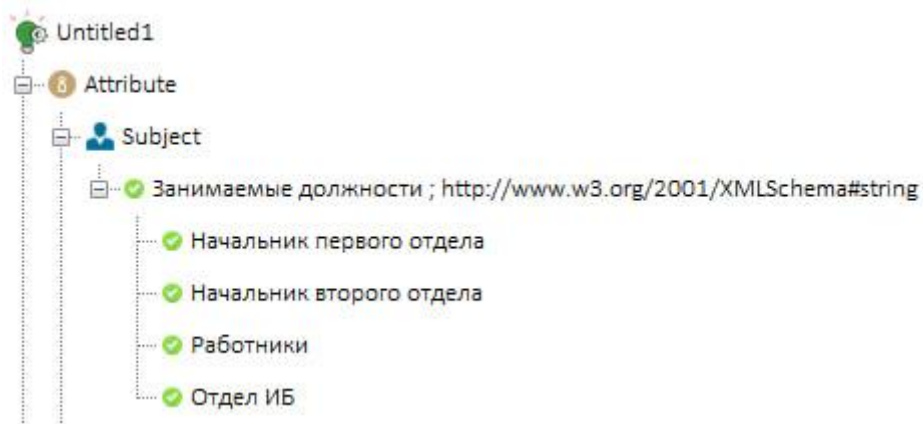 Untitled1
Attribute
Subject
Занимаемые должности ; http://www.w3.org/2001/XMLSchema#string
Начальник первого отдела
Начальник второго отдела
Работники
Отдел ИБ